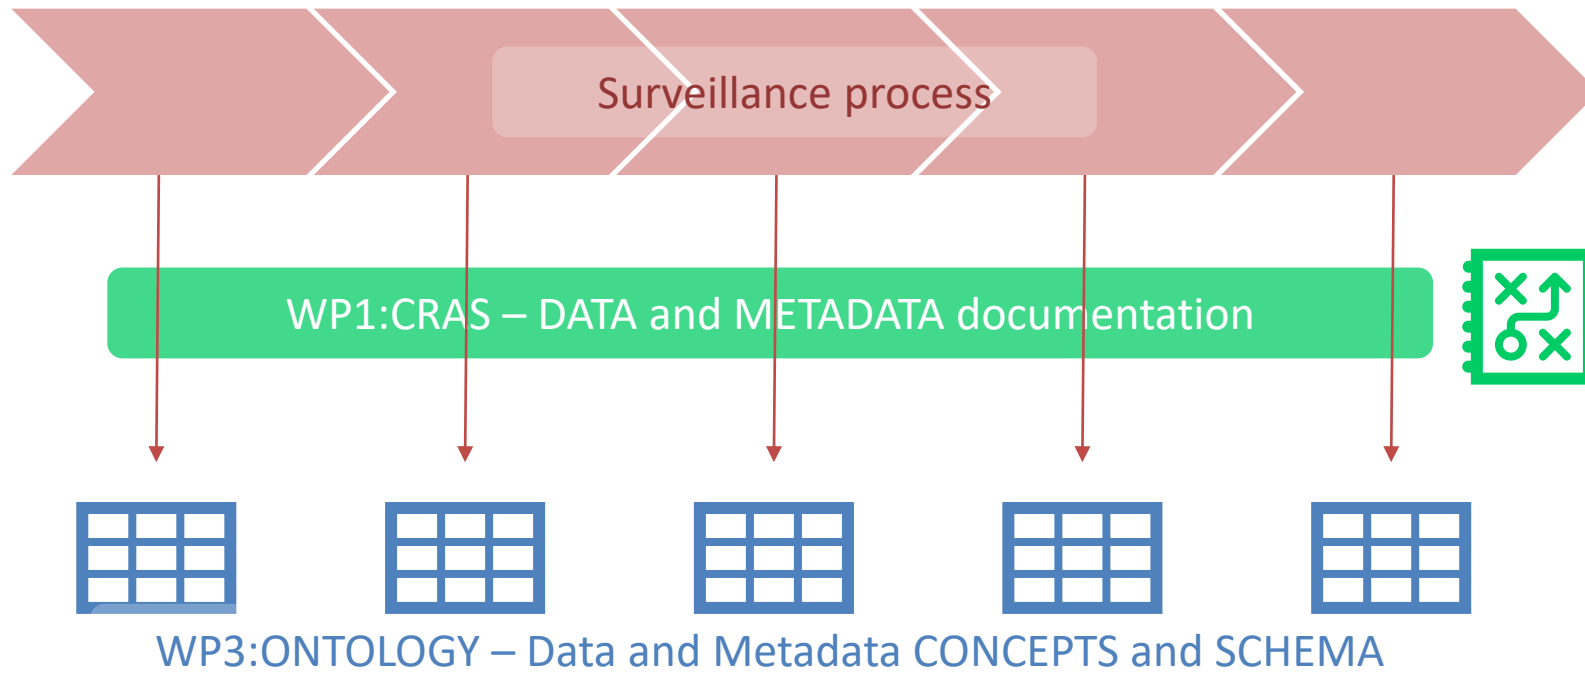 Surveillance process
WP1:CRAS – DATA and METADATA documentation
WP3:ONTOLOGY – Data and Metadata CONCEPTS and SCHEMA